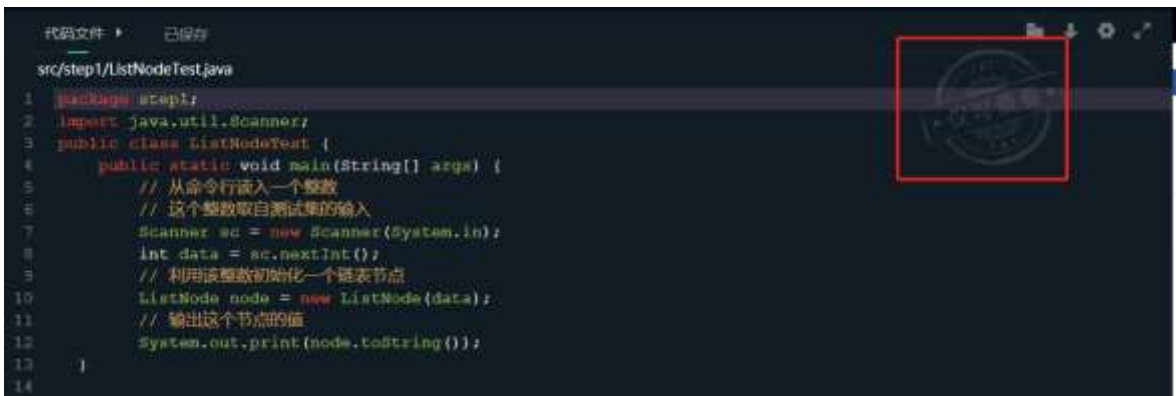 代码文件
已保存
src/step1/ListNodeTest.java
1 package step1;
2 import java.util.Scanner;
3 public class ListNodeTest {
4 public static void main(String[] args) {
5 // 从命令行读入一个整数
6 // 这个整数取自测试集的输入
7 Scanner sc = new Scanner(System.in);
8 int data = sc.nextInt();
9 // 利用该整数初始化一个链表节点
10 ListNode node = new ListNode(data);
11 // 输出这个节点的值
12 System.out.print(node.toString());
13 }
14